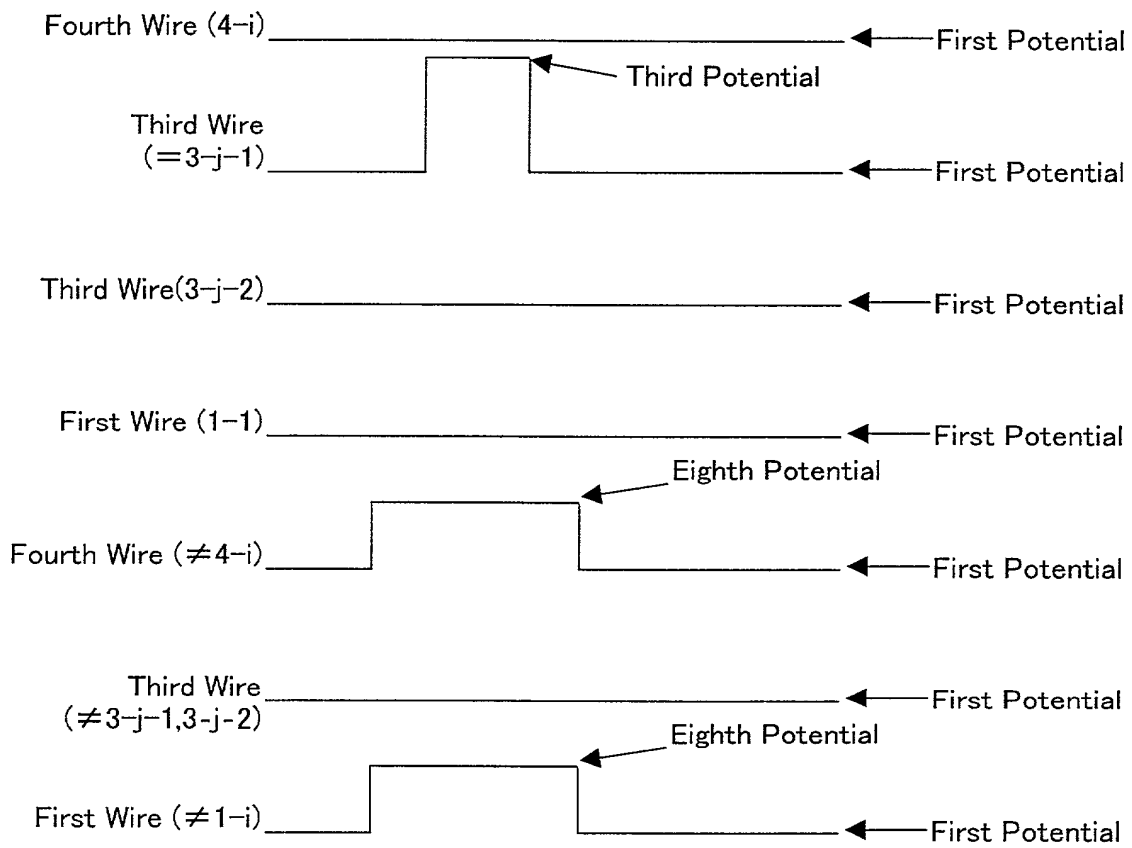 Fourth Wire (4-i)
First Potential
Third Potential
Third Wire
(=3-j-1)
First Potential
Third Wire(3-j-2)
First Potential
First Wire (1-1)
First Potential
Eighth Potential
Fourth Wire (≠4-i)
First Potential
Third Wire
(≠3-j-1,3-j-2)
First Potential
Eighth Potential
First Wire (≠1-i)
First Potential